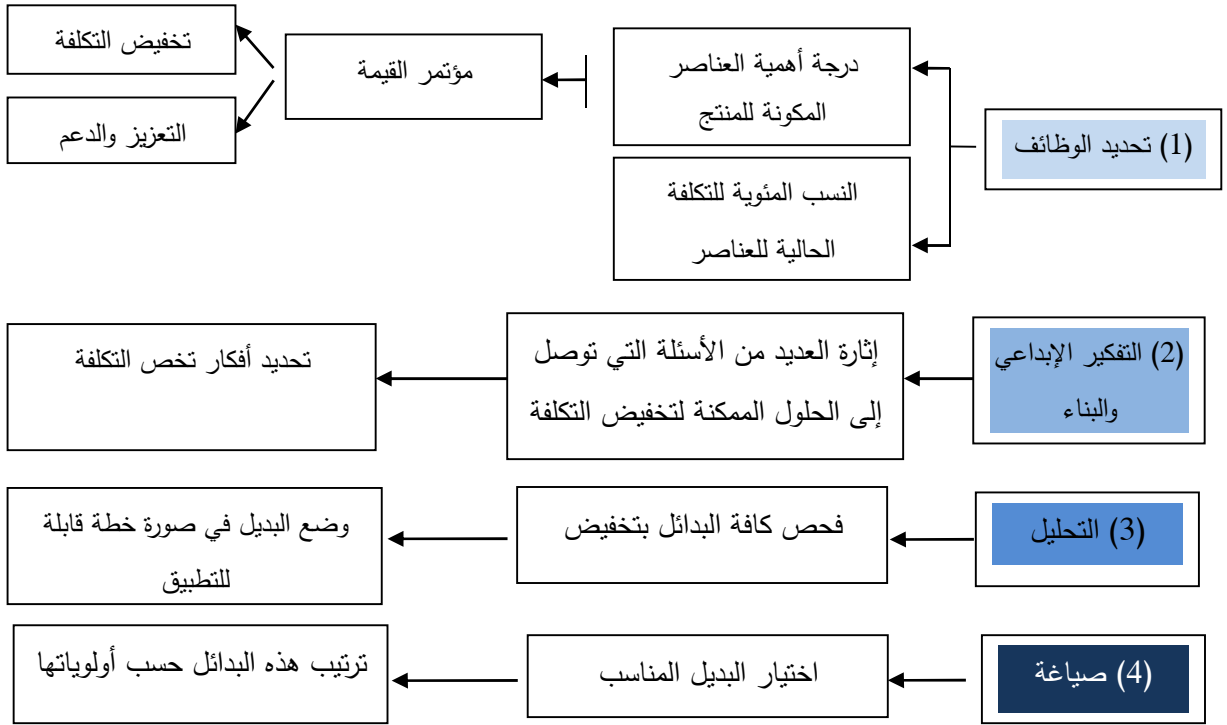 (1) تحديد الوظائف
درجة أهمية العناصر
المكونة للمنتج
النسب المئوية للتكلفة
الحالية للعناصر
مؤتمر القيمة
تخفيض التكلفة
التعزيز والدعم
(2) التفكير الإبداعي
والبناء
إثارة العديد من الأسئلة التي توصل
إلى الحلول الممكنة لتخفيض التكلفة
تحديد أفكار تخص التكلفة
(3) التحليل
فحص كافة البدائل بتخفيض
وضع البديل في صورة خطة قابلة
للتطبيق
(4) صياغة
اختيار البديل المناسب
ترتيب هذه البدائل حسب أولوياتها